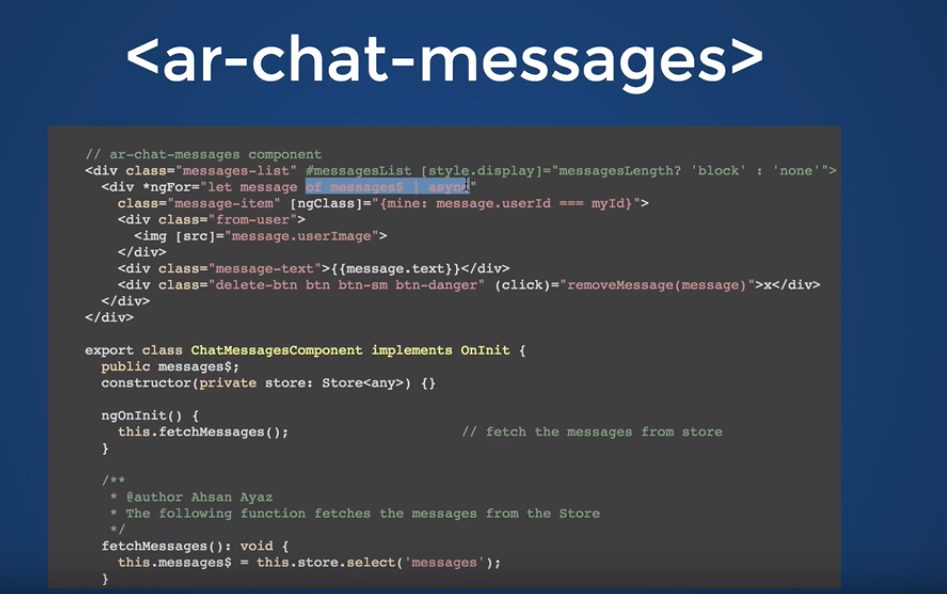 <ar-chat-messages>
// ar-chat-messages component
<div class="messages-list" #messagesList [style.display]="messagesLength? 'block' : 'none'">
<div *ngFor="let message of messages$ | async"
class="message-item" [ngClass]="{mine: message.userId === myId}">
<div class="from-user">
<img [src]="message.userImage">
</div>
<div class="message-text">{{message.text}}</div>
<div class="delete-btn btn btn-sm btn-danger" (click)="removeMessage(message)">x</div>
</div>
</div>
export class ChatMessagesComponent implements OnInit {
public messages$;
constructor(private store: Store<any>) {}
ngOnInit() {
this.fetchMessages(); // fetch the messages from store
}
/**
* @author Ahsan Ayaz
* The following function fetches the messages from the Store
*/
fetchMessages(): void {
this.messages$ = this.store.select('messages');
}